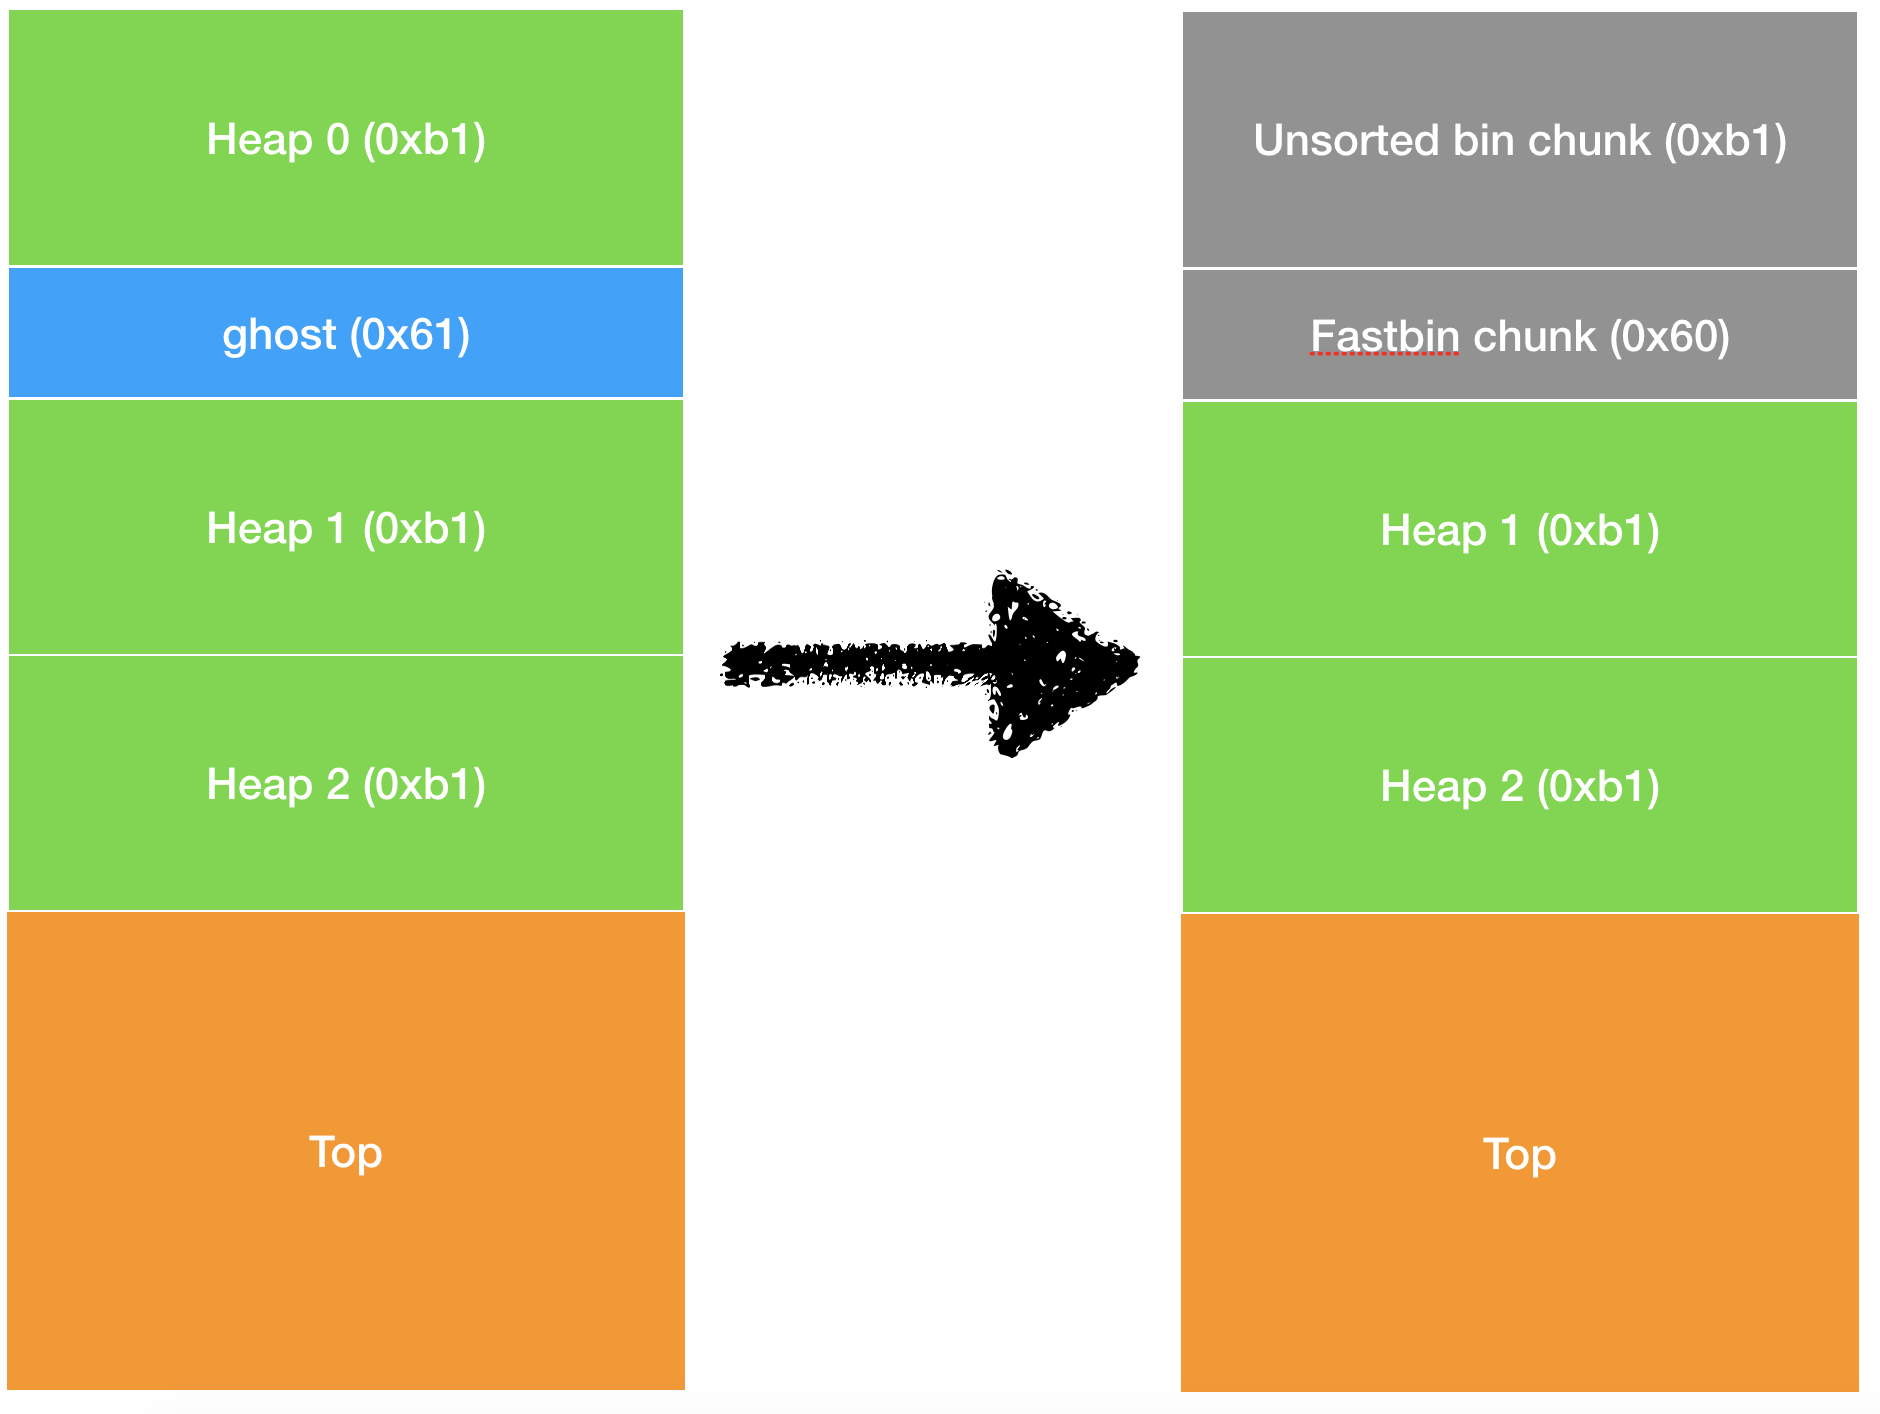 Heap 0 (0xb1)
ghost (0x61)
Heap 1 (0xb1)
Heap 2 (0xb1)
Top
Unsorted bin chunk (0xb1)
Fastbin chunk (0x60)
Heap 1 (0xb1)
Heap 2 (0xb1)
Top